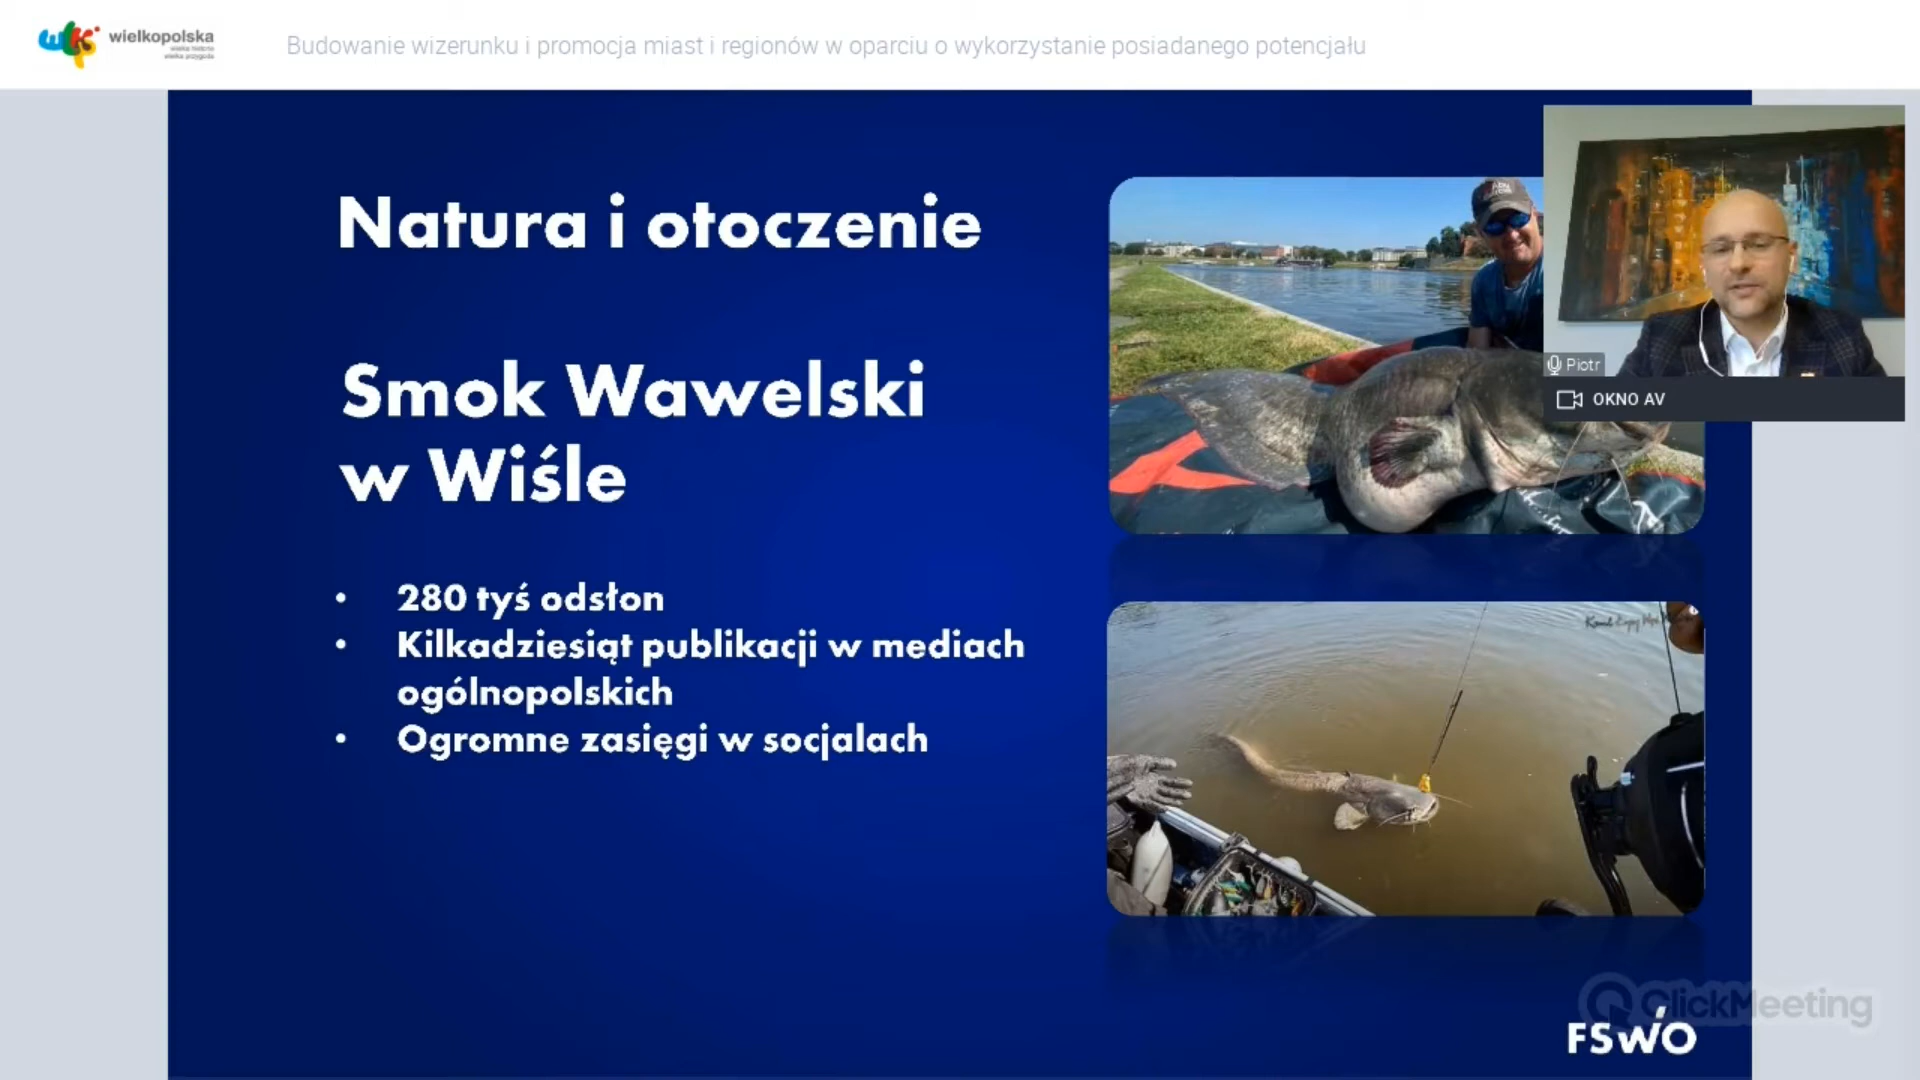 wlkp wielkopolska
wielka historia
wielka przygoda
Budowanie wizerunku i promocja miast i regionów w oparciu o wykorzystanie posiadanego potencjału
Natura i otoczenie
Smok Wawelski
w Wiśle
• 280 tyś odsłon
• Kilkadziesiąt publikacji w mediach
ogólnopolskich
• Ogromne zasięgi w socjalach
Piotr
OKNO AV
ClickMeeting
FSWO